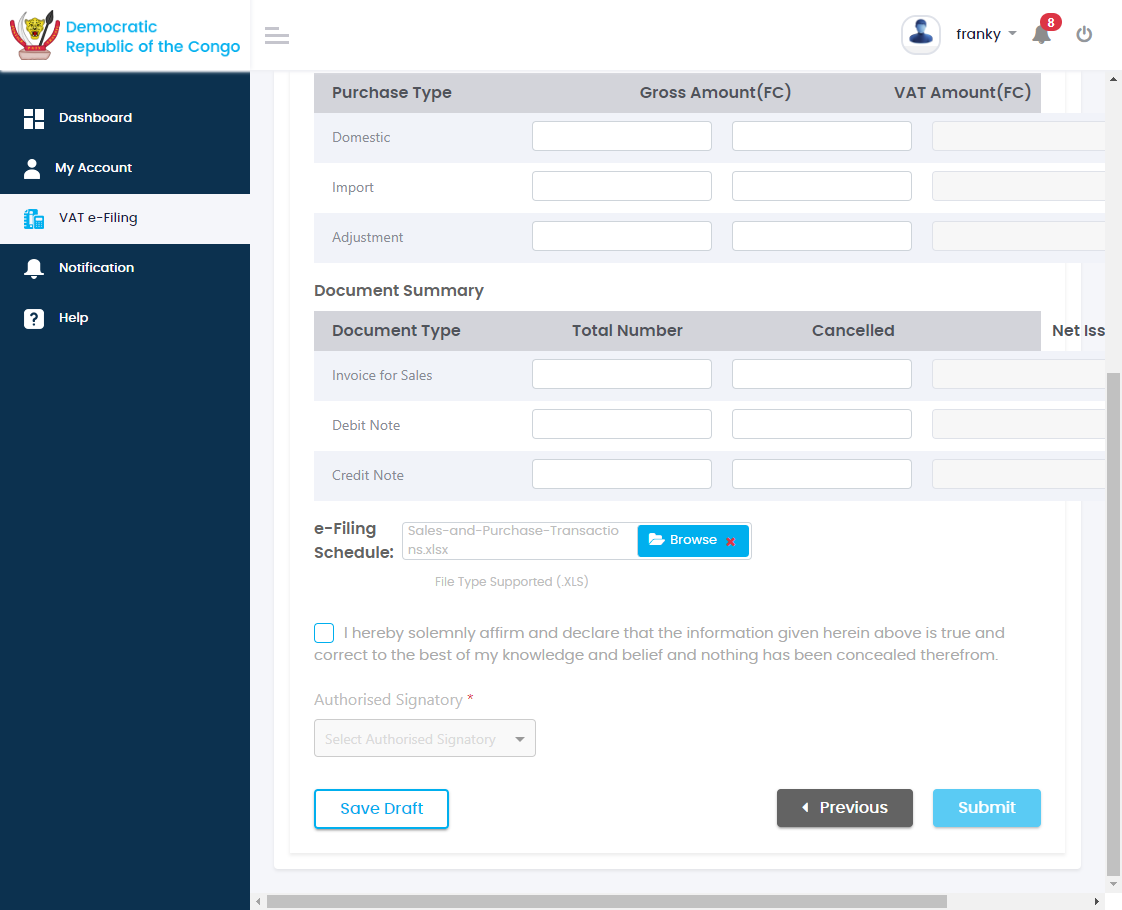 Democratic
Republic of the Congo
franky
8
Dashboard
My Account
VAT e-Filing
Notification
Help
Purchase Type Gross Amount(FC) VAT Amount(FC)
Domestic
Import
Adjustment
Document Summary
Document Type Total Number Cancelled Net Iss
Invoice for Sales
Debit Note
Credit Note
e-Filing
Schedule:
Sales-and-Purchase-Transactio
ns.xlsx
Browse
File Type Supported (.XLS)
I hereby solemnly affirm and declare that the information given herein above is true and
correct to the best of my knowledge and belief and nothing has been concealed therefrom.
Authorised Signatory *
Select Authorised Signatory
Save Draft
Previous
Submit